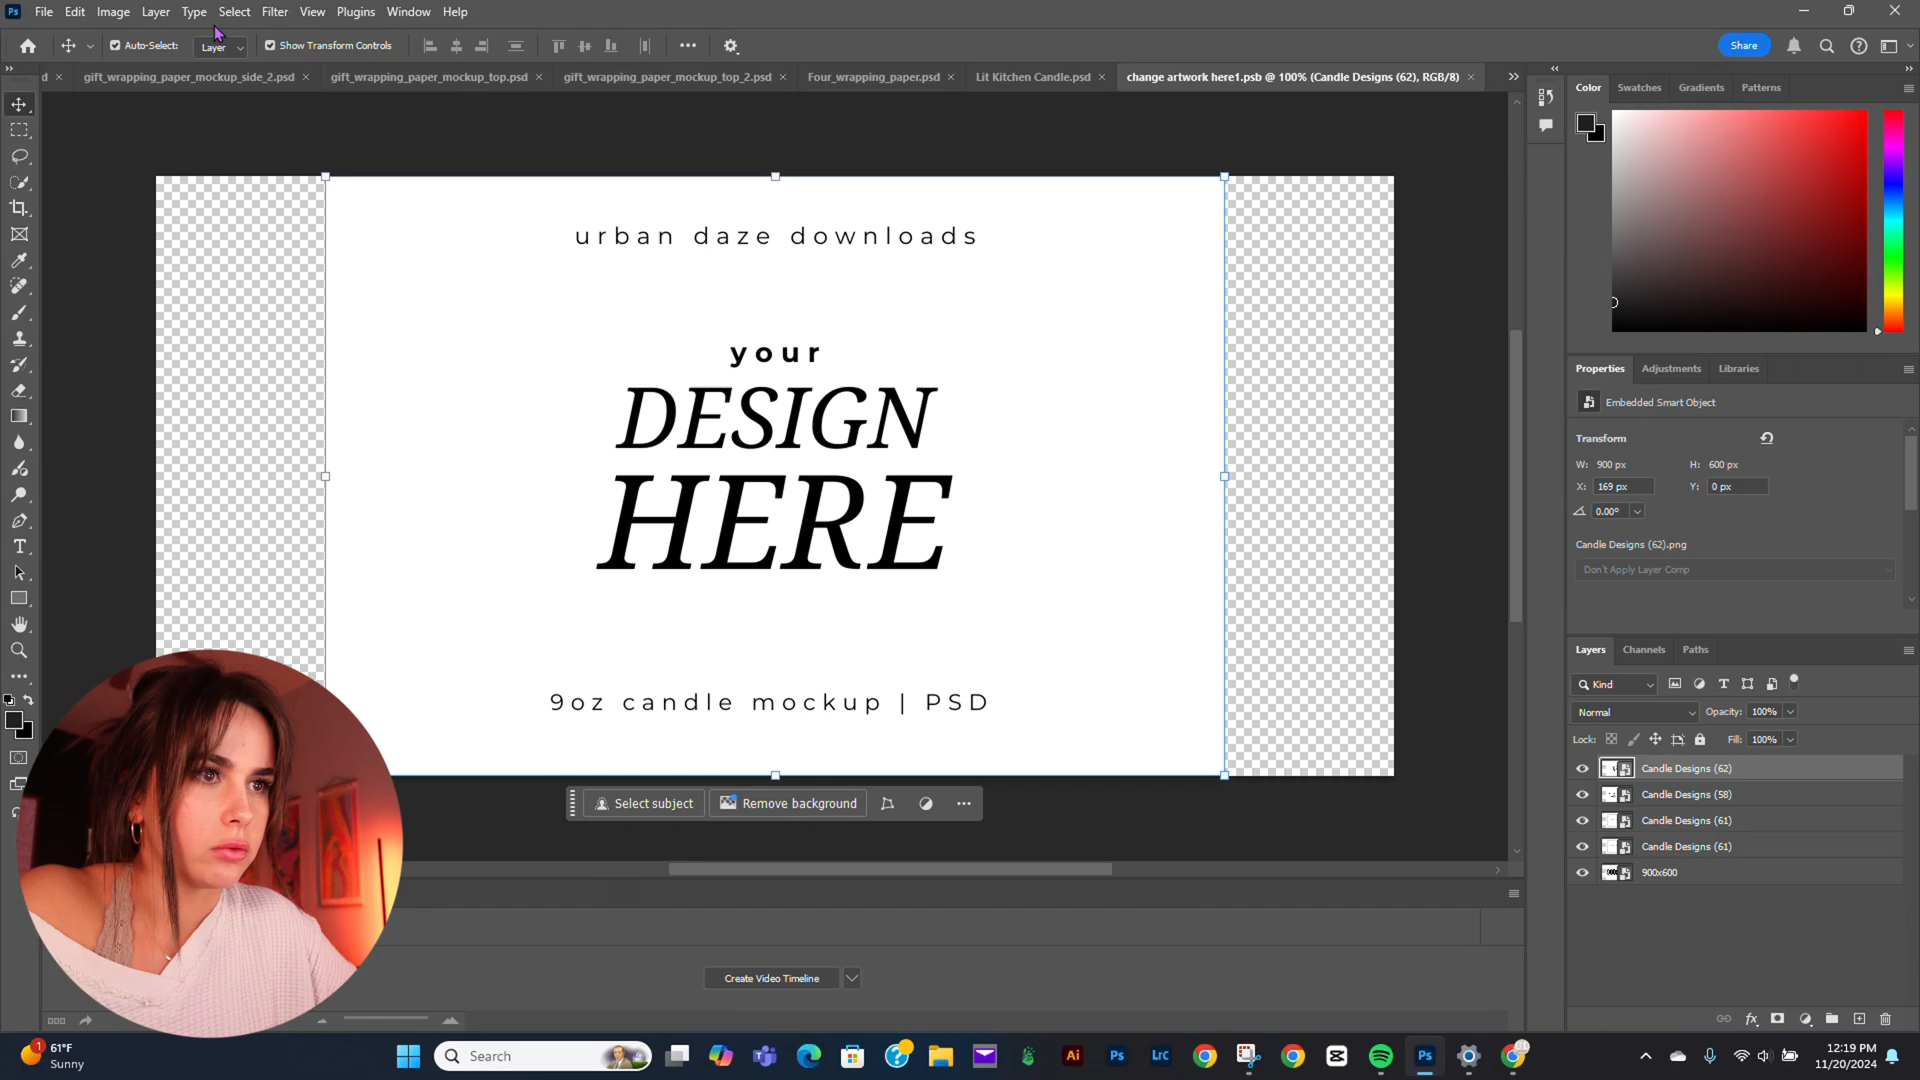 Ps File Edit Image Layer Type Select Filter View Plugins Window Help
Auto-Select: Layer Show Transform Controls Share
d gift_wrapping_paper_mockup_side_2.psd gift_wrapping_paper_mockup_top.psd gift_wrapping_paper_mockup_top_2.psd Four_wrapping_paper.psd Lit Kitchen Candle.psd change artwork here1.psb @ 100% (Candle Designs (62), RGB/8)
Color Swatches Gradients Patterns
urban daze downloads
your
DESIGN
HERE
9oz candle mockup | PSD
Select subject Remove background
Create Video Timeline
Properties Adjustments Libraries
Embedded Smart Object
Transform
W: 900 px H: 600 px
X: 169 px Y: 0 px
0.00°
Candle Designs (62).png
Don't Apply Layer Comp
Layers Channels Paths
Kind
Normal Opacity: 100%
Lock: Fill: 100%
Candle Designs (62)
Candle Designs (58)
Candle Designs (61)
Candle Designs (61)
900x600
fx
1 61°F
Sunny
Search
Ai Ps Lrc Ps
12:19 PM
11/20/2024